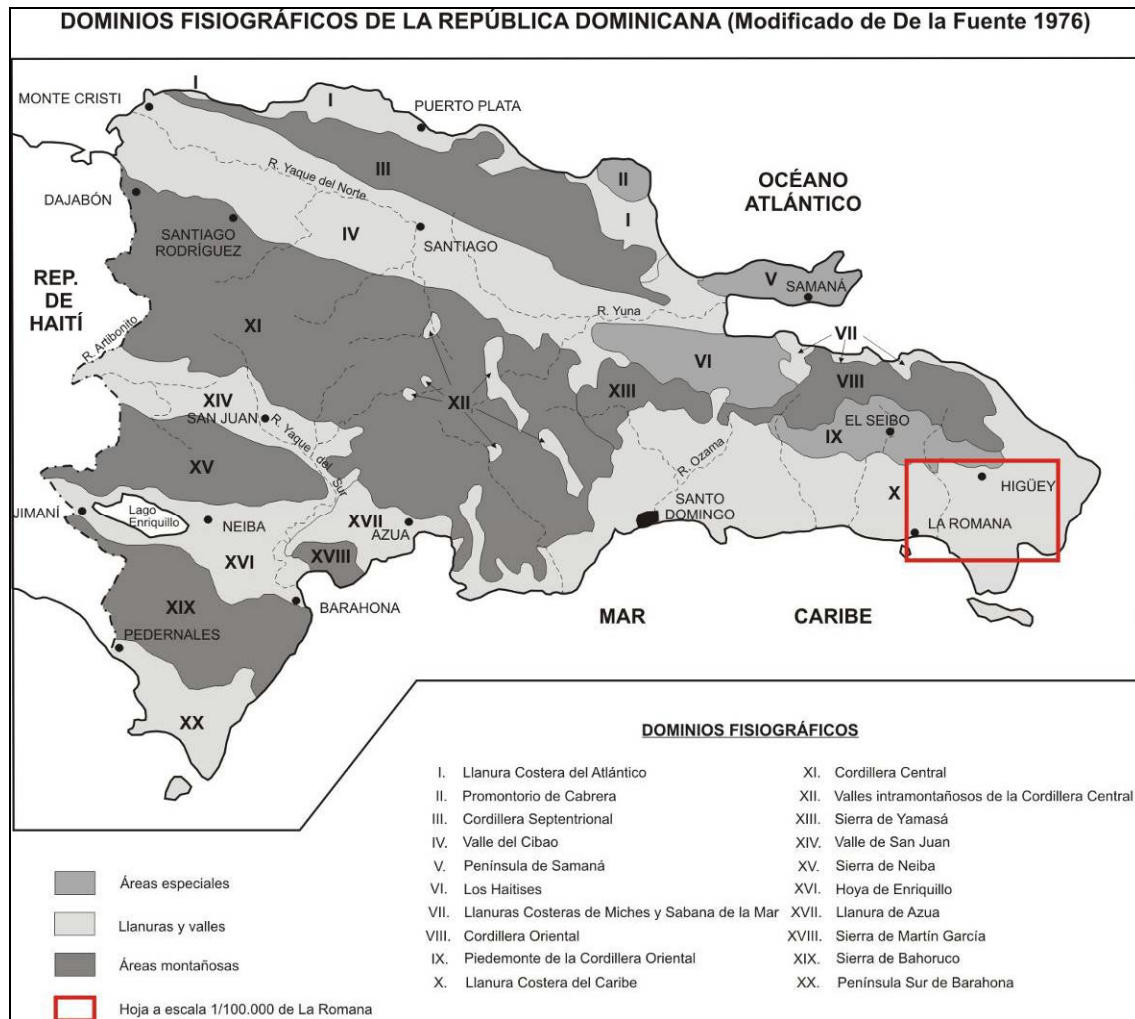 DOMINIOS FISIOGRÁFICOS DE LA REPÚBLICA DOMINICANA (Modificado de De la Fuente 1976)
I
MONTE CRISTI
I
PUERTO PLATA
III
R. Yaque del Norte
II
OCÉANO
ATLÁNTICO
DAJABÓN
I
SANTIAGO
RODRÍGUEZ
IV
SANTIAGO
REP.
DE
HAITÍ
V
SAMANÁ
R. Yuna
XI
R. Artibonito
VII
VI
VIII
XIII
XII
XIV
SAN JUAN
R. Yaque del Sur
EL SEIBO
IX
R. Ozama
XV
X
HIGÜEY
JIMANÍ
Lago
Enriquillo
NEIBA
XVII
AZUA
SANTO
DOMINGO
LA ROMANA
XVI
XVIII
XIX
BARAHONA
MAR
CARIBE
PEDERNALES
XX
DOMINIOS FISIOGRÁFICOS
I. Llanura Costera del Atlántico
II. Promontorio de Cabrera
III. Cordillera Septentrional
IV. Valle del Cibao
V. Península de Samaná
VI. Los Haitises
VII. Llanuras Costeras de Miches y Sabana de la Mar
VIII. Cordillera Oriental
IX. Piedemonte de la Cordillera Oriental
X. Llanura Costera del Caribe
XI. Cordillera Central
XII. Valles intramontañosos de la Cordillera Central
XIII. Sierra de Yamasá
XIV. Valle de San Juan
XV. Sierra de Neiba
XVI. Hoya de Enriquillo
XVII. Llanura de Azua
XVIII. Sierra de Martín García
XIX. Sierra de Bahoruco
XX. Península Sur de Barahona
Áreas especiales
Llanuras y valles
Áreas montañosas
Hoja a escala 1/100.000 de La Romana